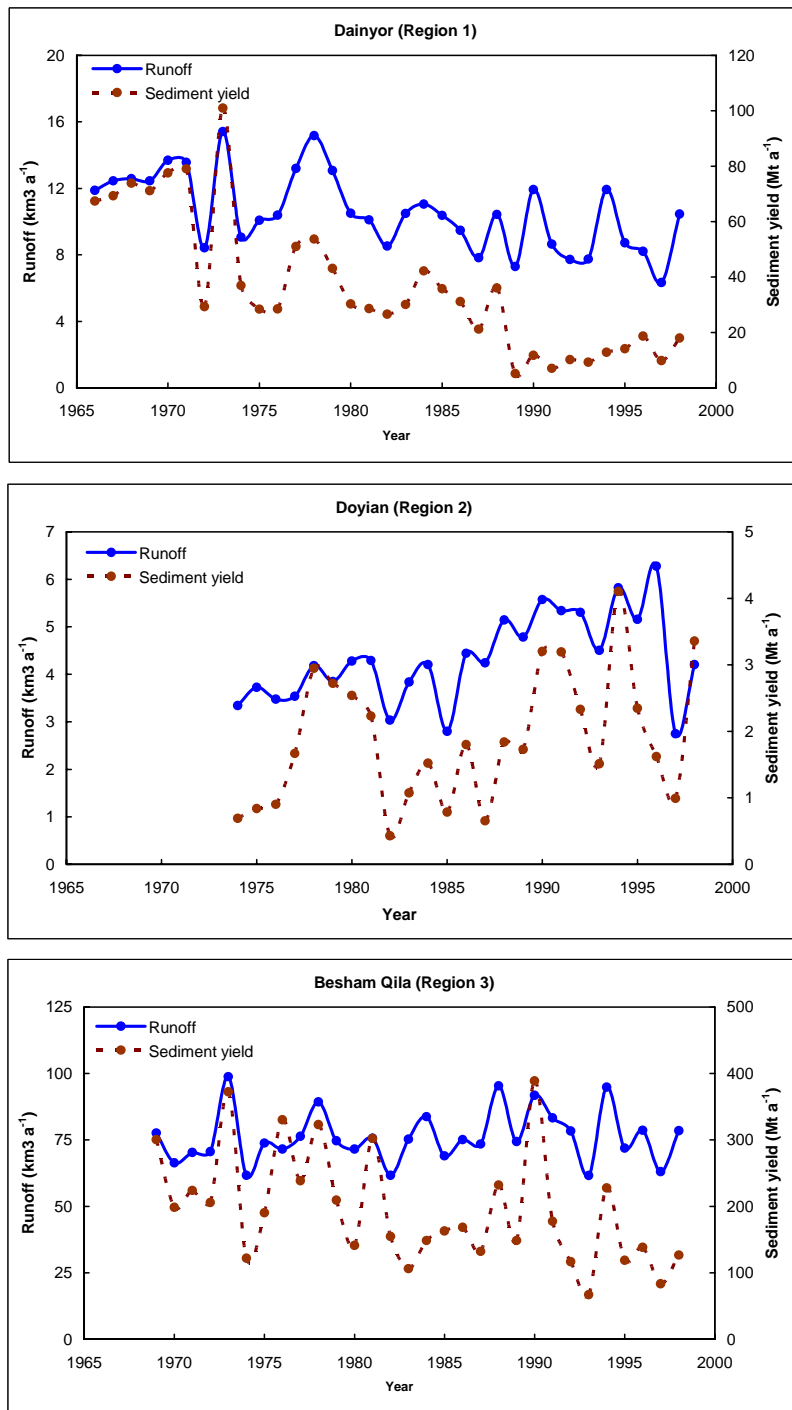 Dainyor (Region 1)
Runoff
Sediment yield
Runoff (km3 a⁻¹)
Sediment yield (Mt a⁻¹)
20
16
12
8
4
0
120
100
80
60
40
20
0
1965 1970 1975 1980 1985 1990 1995 2000
Year
Doyian (Region 2)
Runoff
Sediment yield
Runoff (km3 a⁻¹)
Sediment yield (Mt a⁻¹)
7
6
5
4
3
2
1
0
5
4
3
2
1
0
1965 1970 1975 1980 1985 1990 1995 2000
Year
Besham Qila (Region 3)
Runoff
Sediment yield
Runoff (km3 a⁻¹)
Sediment yield (Mt a⁻¹)
125
100
75
50
25
0
500
400
300
200
100
0
1965 1970 1975 1980 1985 1990 1995 2000
Year